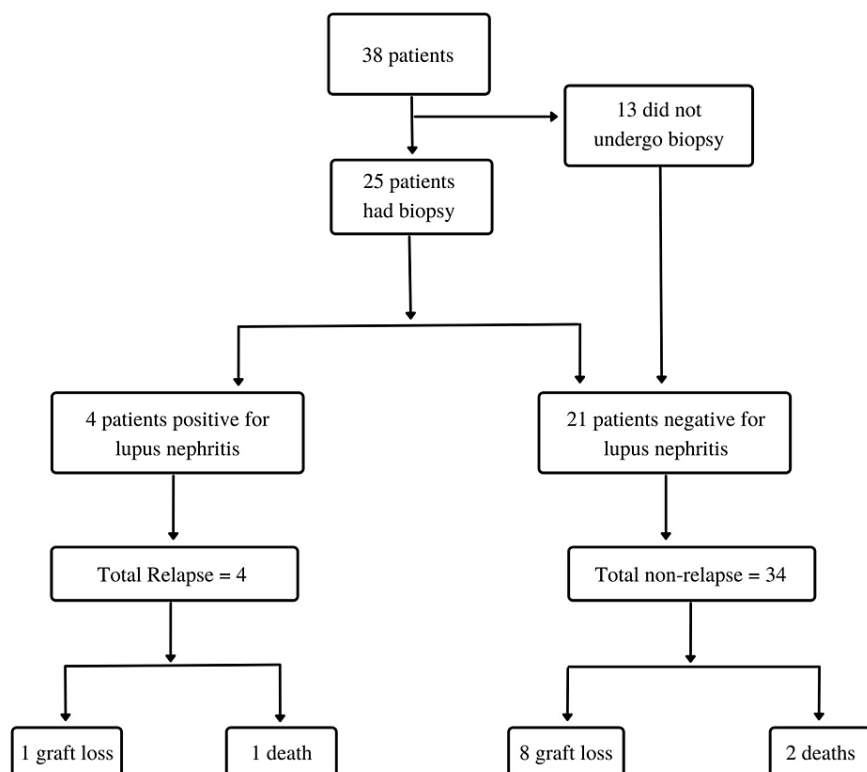 38 patients
13 did not
undergo biopsy
25 patients
had biopsy
4 patients positive for
lupus nephritis
21 patients negative for
lupus nephritis
Total Relapse = 4
Total non-relapse = 34
1 graft loss
1 death
8 graft loss
2 deaths